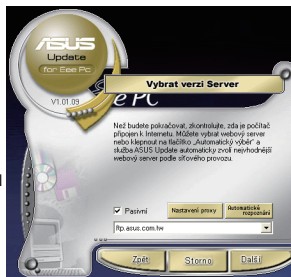 ASUS
Update
for Eee Pc
V1.01.09
Vybrat verzi Server
e PC
Než budete pokračovat, zkontrolujte, zda je počítač
připojen k Internetu. Můžete vybrat webový server
nebo klepnout na tlačítko „Automatický výběr“ a
služba ASUS Update automaticky zvolí nejvhodnější
webový server podle síťového provozu.
Pasivní
Nastavení proxy
Automatické
rozpoznání
ftp.asus.com.tw
Zpět
Storno
Další